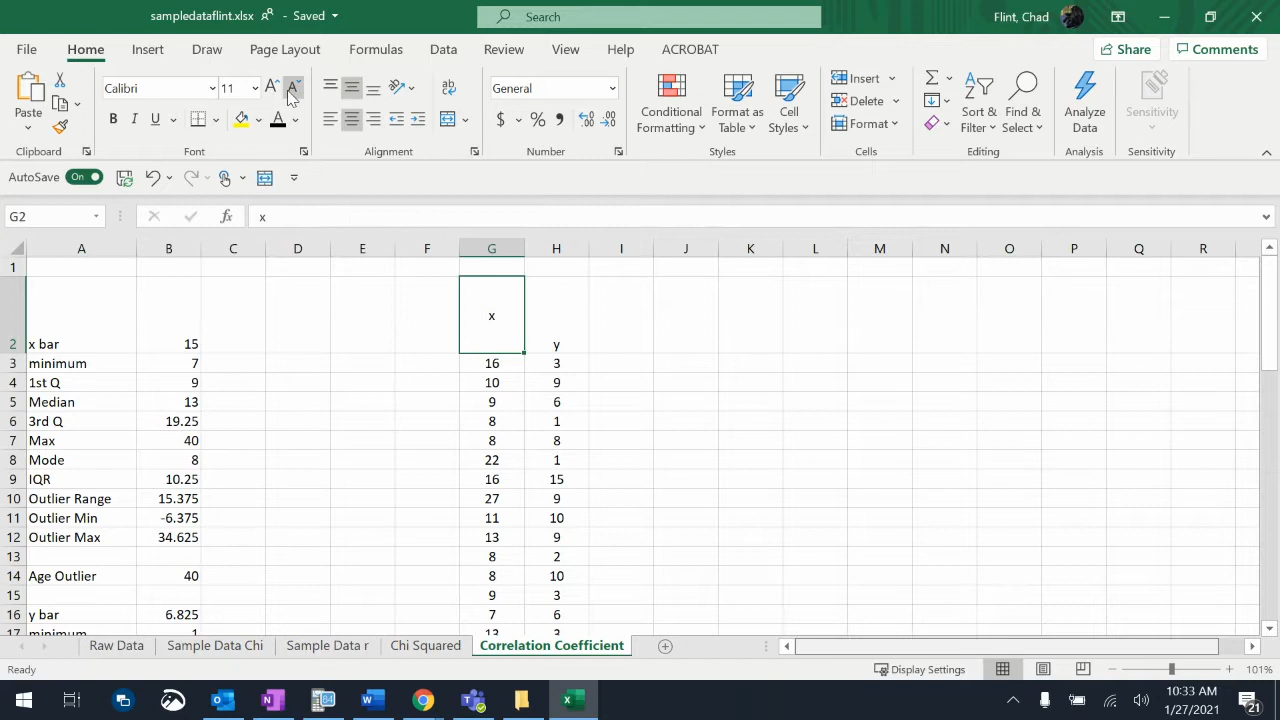 sampledataflint.xlsx - Saved
Search
Flint, Chad
File Home Insert Draw Page Layout Formulas Data Review View Help ACROBAT
Share Comments
Paste
Calibri 11
B I U
General
$ %
Conditional Formatting
Format as Table
Cell Styles
Insert
Delete
Format
Sort & Filter
Find & Select
Analyze Data
Sensitivity
Clipboard Font Alignment Number Styles Cells Editing Analysis Sensitivity
AutoSave On
G2 fx x
A B C D E F G H I J K L M N O P Q R
1
2 x bar 15 x y
3 minimum 7 16 3
4 1st Q 9 10 9
5 Median 13 9 6
6 3rd Q 19.25 8 1
7 Max 40 8 8
8 Mode 8 22 1
9 IQR 10.25 16 15
10 Outlier Range 15.375 27 9
11 Outlier Min -6.375 11 10
12 Outlier Max 34.625 13 9
13 8 2
14 Age Outlier 40 8 10
15 9 3
16 y bar 6.825 7 6
17 minimum 1 13 3
Raw Data Sample Data Chi Sample Data r Chi Squared Correlation Coefficient
Ready Display Settings 101%
10:33 AM
1/27/2021
21